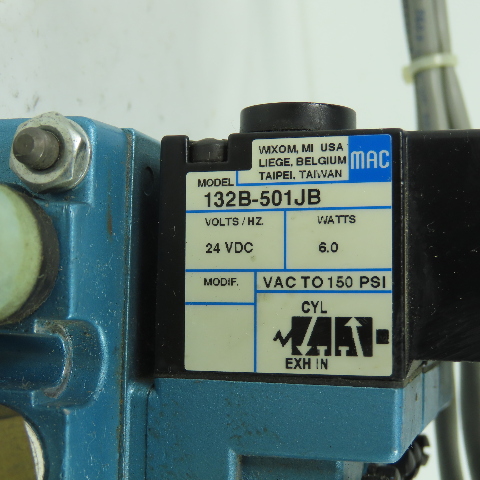 WIXOM, MI USA
LIEGE, BELGIUM
TAIPEI, TAIWAN
MAC
MODEL
132B-501JB
VOLTS/HZ. WATTS
24 VDC 6.0
MODIF. VAC TO 150 PSI
CYL
EXH IN